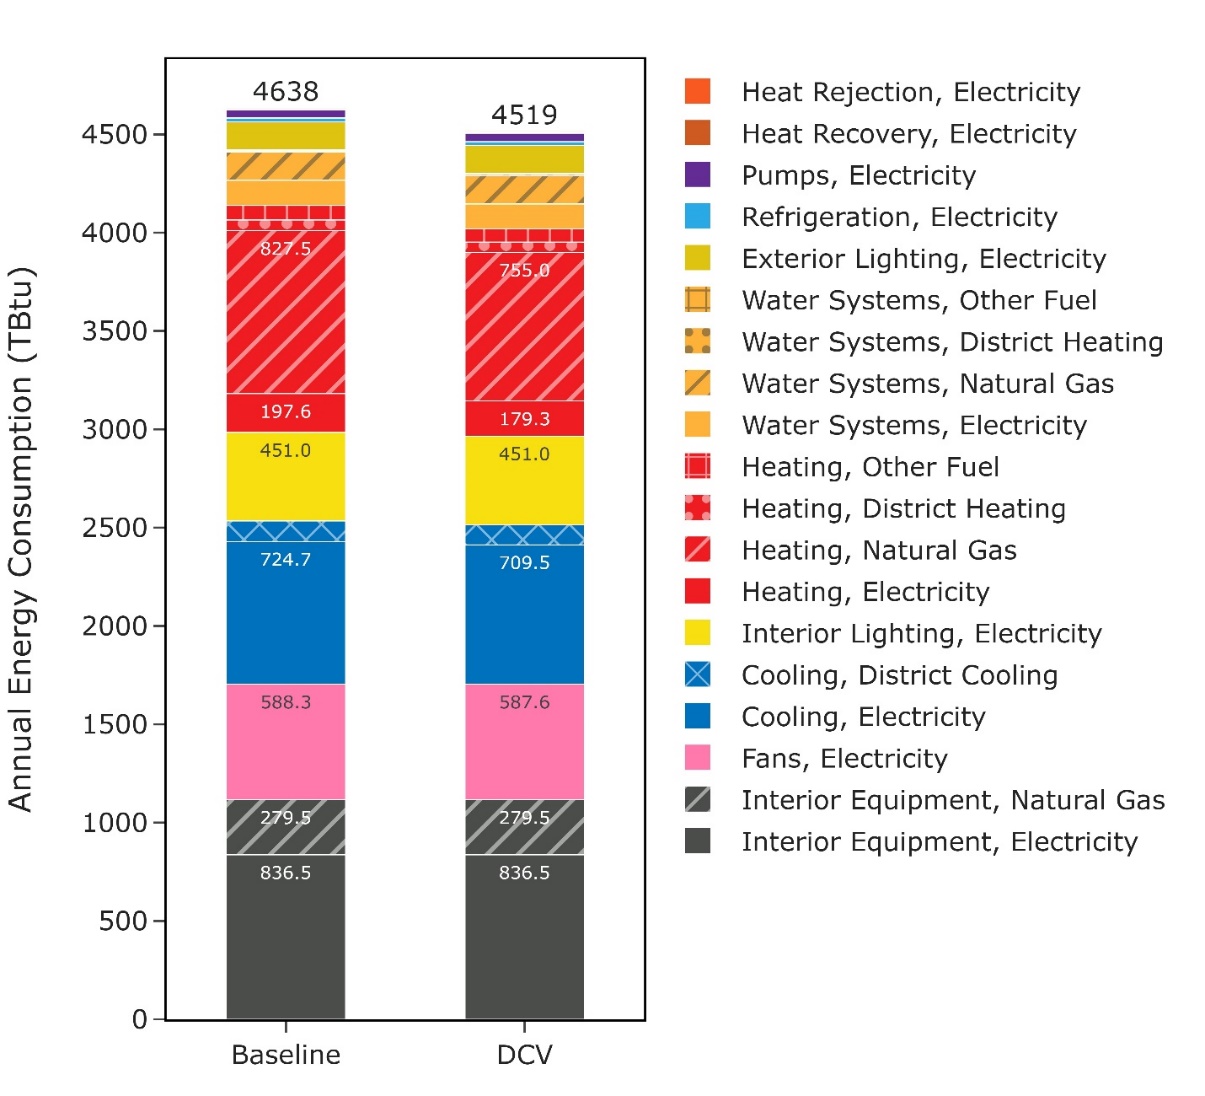 4638
4519
4500
4000
3500
3000
2500
2000
1500
1000
500
0
Annual Energy Consumption (TBtu)
827.5
197.6
451.0
724.7
588.3
279.5
836.5
755.0
179.3
451.0
709.5
587.6
279.5
836.5
Baseline
DCV
Heat Rejection, Electricity
Heat Recovery, Electricity
Pumps, Electricity
Refrigeration, Electricity
Exterior Lighting, Electricity
Water Systems, Other Fuel
Water Systems, District Heating
Water Systems, Natural Gas
Water Systems, Electricity
Heating, Other Fuel
Heating, District Heating
Heating, Natural Gas
Heating, Electricity
Interior Lighting, Electricity
Cooling, District Cooling
Cooling, Electricity
Fans, Electricity
Interior Equipment, Natural Gas
Interior Equipment, Electricity